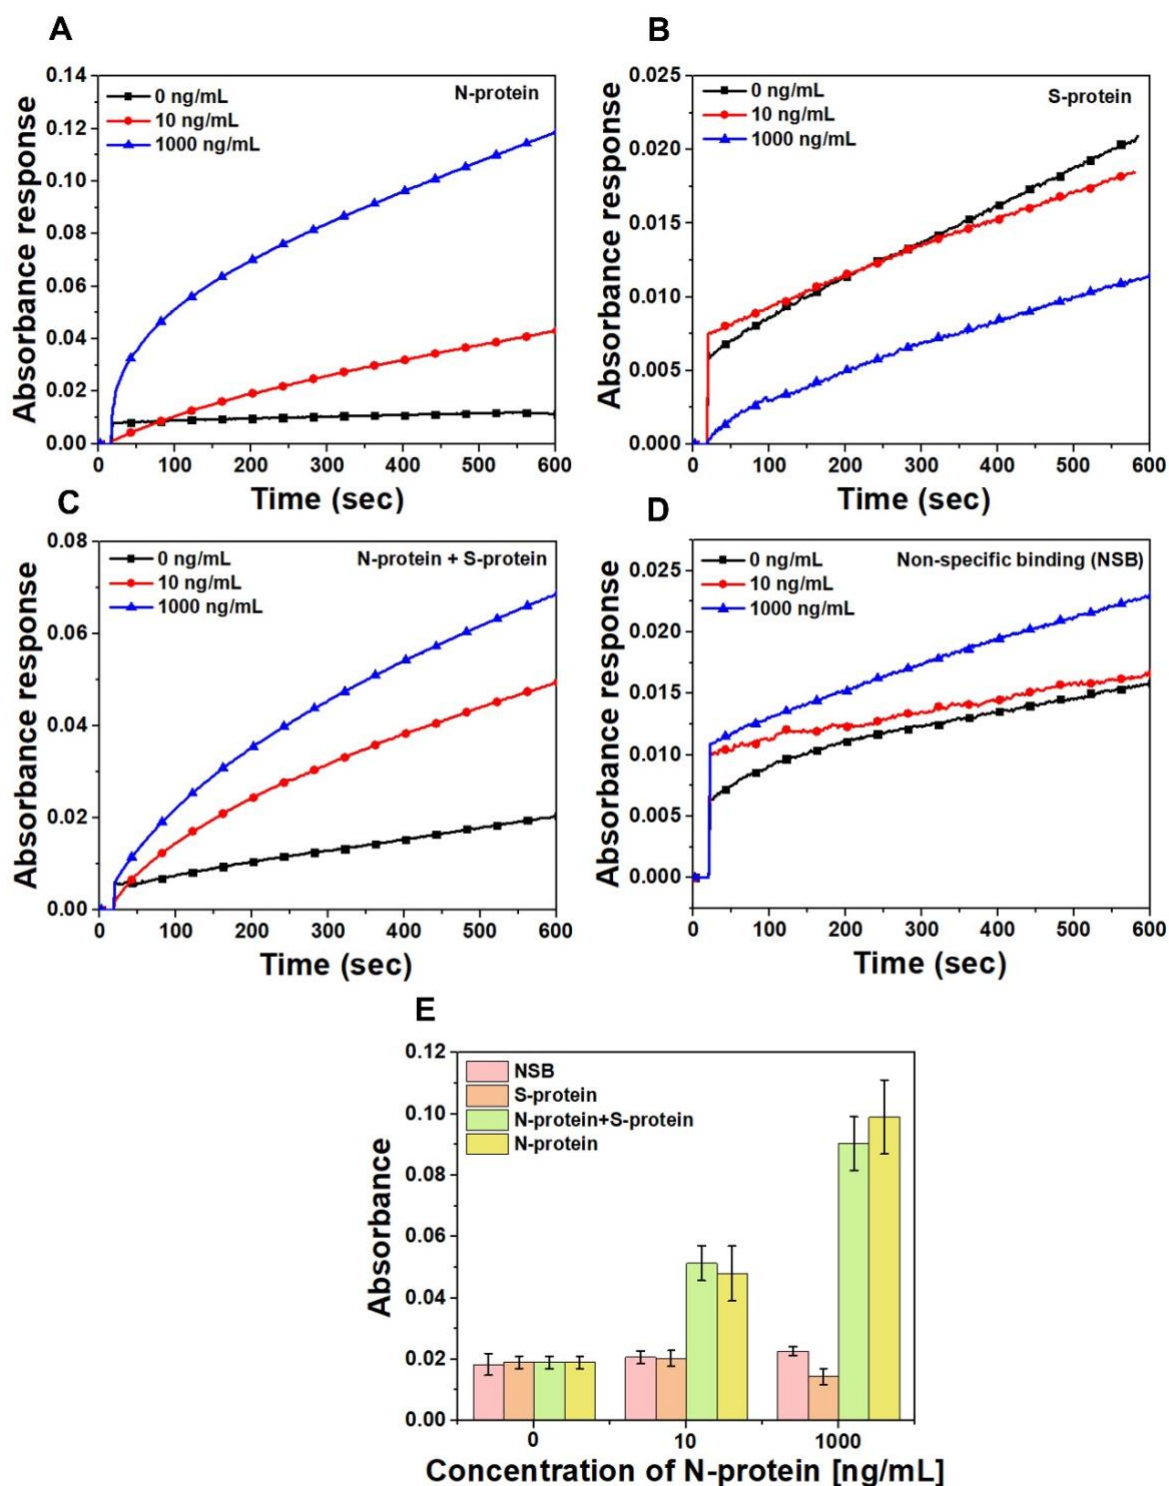 A
B
0.14
0.12
0.10
0.08
0.06
0.04
0.02
0.00
0 ng/mL
10 ng/mL
1000 ng/mL
N-protein
Absorbance response
0 100 200 300 400 500 600
Time (sec)
0.025
0.020
0.015
0.010
0.005
0.000
0 ng/mL
10 ng/mL
1000 ng/mL
S-protein
Absorbance response
0 100 200 300 400 500 600
Time (sec)
C
D
0.08
0.06
0.04
0.02
0.00
0 ng/mL
10 ng/mL
1000 ng/mL
N-protein + S-protein
Absorbance response
0 100 200 300 400 500 600
Time (sec)
0.025
0.020
0.015
0.010
0.005
0.000
0 ng/mL
10 ng/mL
1000 ng/mL
Non-specific binding (NSB)
Absorbance response
0 100 200 300 400 500 600
Time (sec)
E
0.12
0.10
0.08
0.06
0.04
0.02
0.00
NSB
S-protein
N-protein+S-protein
N-protein
Absorbance
0 10 1000
Concentration of N-protein [ng/mL]